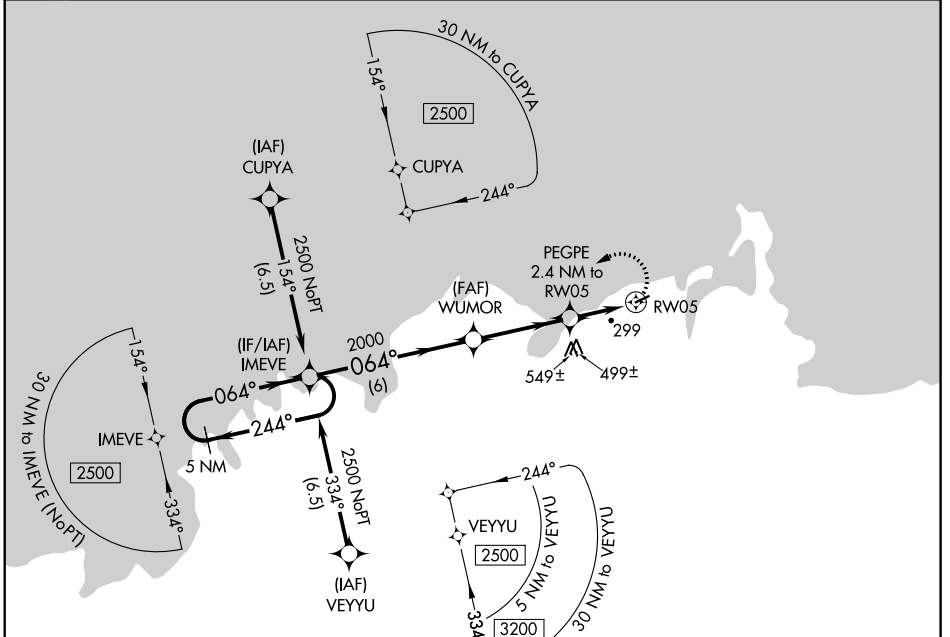 30 NM to CUPYA
154°
2500
CUPYA
244°
(IAF)
CUPYA
2500 NoPT
154°
(6.5)
PEGPE
2.4 NM to
RW05
RW05
299
549± 499±
(FAF)
WUMOR
2000
064°
(6)
(IF/IAF)
IMEVE
064°
244°
5 NM
154°
IMEVE
30 NM to IMEVE (NoPT)
2500
334°
2500 NoPT
334°
(6.5)
(IAF)
VEYYU
244°
VEYYU
2500
5 NM to VEYYU
30 NM to VEYYU
334
3200